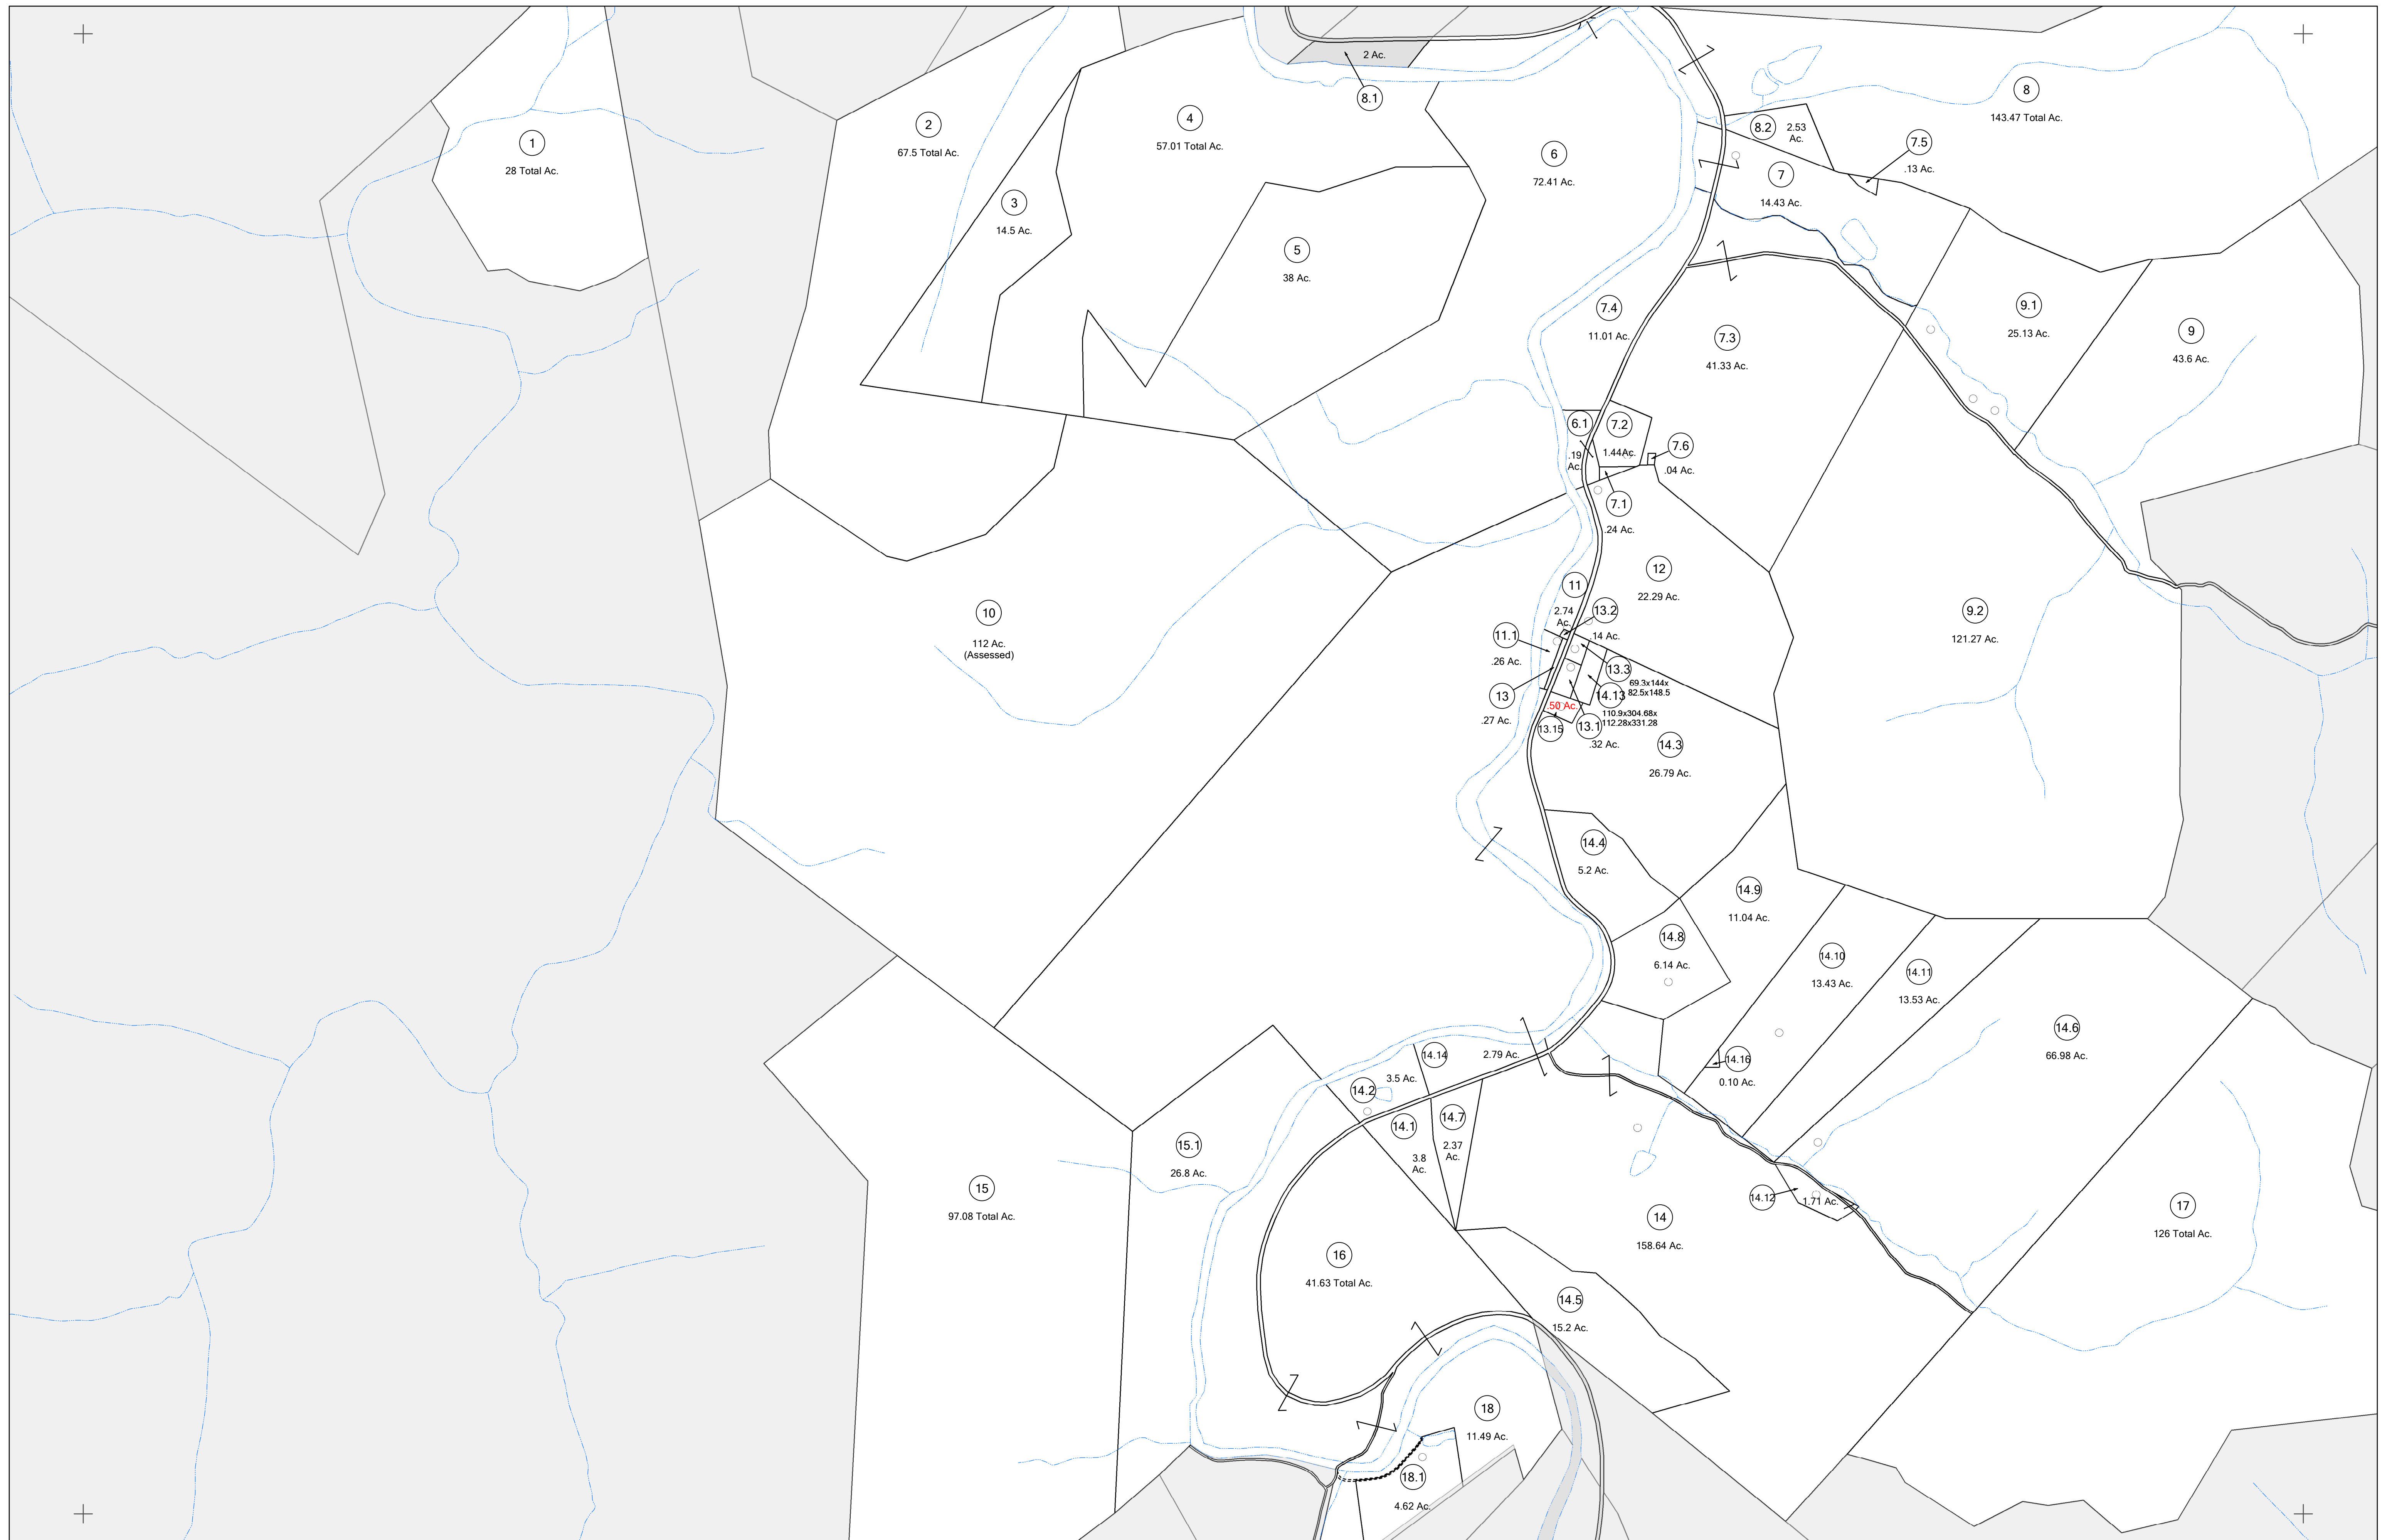 2 Ac.
8.1
1
28 Total Ac.
2
67.5 Total Ac.
3
14.5 Ac.
4
57.01 Total Ac.
5
38 Ac.
6
72.41 Ac.
8
143.47 Total Ac.
8.2
2.53
Ac.
7.5
.13 Ac.
7
14.43 Ac.
7.4
11.01 Ac.
7.3
41.33 Ac.
9.1
25.13 Ac.
9
43.6 Ac.
6.1
.19
Ac.
7.2
1.44Ac.
7.6
.04 Ac.
7.1
.24 Ac.
10
112 Ac.
(Assessed)
11
2.74
Ac.
12
22.29 Ac.
13.2
.14 Ac.
11.1
.26 Ac.
13.3
69.3x144x
82.5x148.5
13
.27 Ac.
14.13
110.9x304.68x
112.28x331.28
.50 Ac.
13.15
13.1
.32 Ac.
9.2
121.27 Ac.
14.3
26.79 Ac.
14.4
5.2 Ac.
14.9
11.04 Ac.
14.8
6.14 Ac.
14.10
13.43 Ac.
14.11
13.53 Ac.
14.6
66.98 Ac.
14.16
0.10 Ac.
14.14
2.79 Ac.
14.2
3.5 Ac.
14.1
3.8
Ac.
14.7
2.37
Ac.
15.1
26.8 Ac.
15
97.08 Total Ac.
14.12
1.71 Ac.
17
126 Total Ac.
14
158.64 Ac.
16
41.63 Total Ac.
14.5
15.2 Ac.
18
11.49 Ac.
18.1
4.62 Ac.